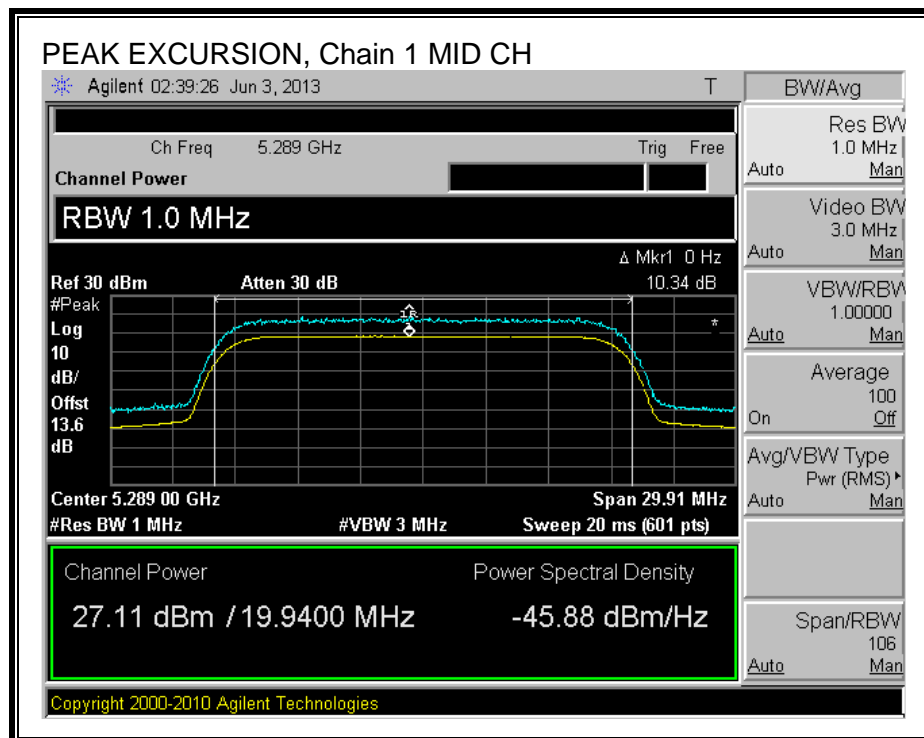 PEAK EXCURSION, Chain 1 MID CH
Agilent 02:39:26 Jun 3, 2013 T
Ch Freq 5.289 GHz Trig Free
Channel Power
RBW 1.0 MHz
Δ Mkr1 0 Hz
Ref 30 dBm Atten 30 dB 10.34 dB
#Peak
Log
10
dB/
Offst
13.6
dB
1R
*
Center 5.289 00 GHz Span 29.91 MHz
#Res BW 1 MHz #VBW 3 MHz Sweep 20 ms (601 pts)
Channel Power Power Spectral Density
27.11 dBm / 19.9400 MHz -45.88 dBm/Hz
Copyright 2000-2010 Agilent Technologies
BW/Avg
Res BW
1.0 MHz
Auto Man
Video BW
3.0 MHz
Auto Man
VBW/RBW
1.00000
Auto Man
Average
100
On Off
Avg/VBW Type
Pwr (RMS)
Auto Man
Span/RBW
106
Auto Man